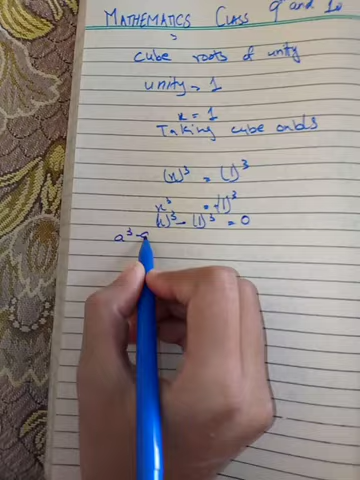 MATHEMATICS CLASS 9 and 10
cube roots of unity
unity = 1
x = 1
Taking cube
(x)³ = (1)³
x³ = (1)³
(x)³ - (1)³ = 0
a³ -